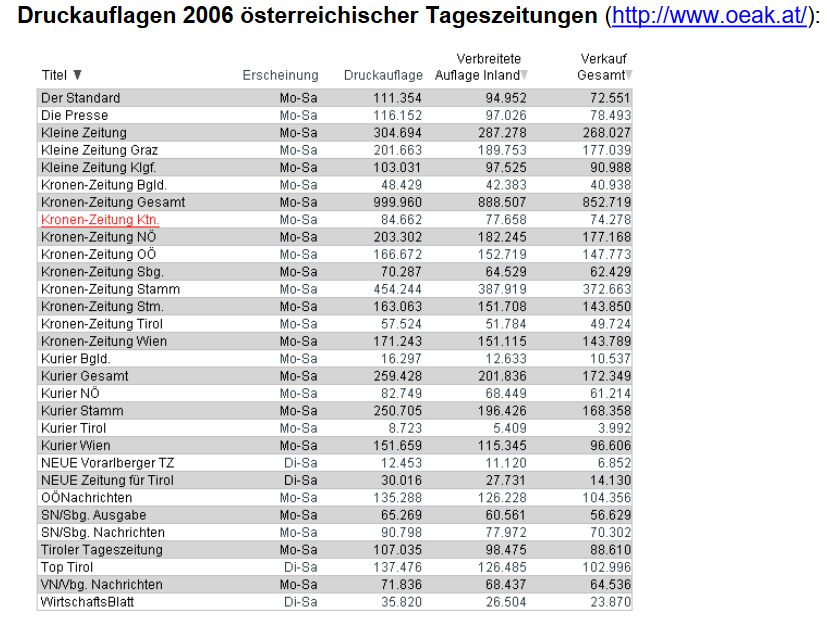 Druckauflagen 2006 österreichischer Tageszeitungen (http://www.oeak.at/):
Verbreitete Verkauf
Titel ▼ Erscheinung Druckauflage Auflage Inland▼ Gesamt▼
Der Standard Mo-Sa 111.354 94.952 72.551
Die Presse Mo-Sa 116.152 97.026 78.493
Kleine Zeitung Mo-Sa 304.694 287.278 268.027
Kleine Zeitung Graz Mo-Sa 201.663 189.753 177.039
Kleine Zeitung Klgf. Mo-Sa 103.031 97.525 90.988
Kronen-Zeitung Bgld. Mo-Sa 48.429 42.383 40.938
Kronen-Zeitung Gesamt Mo-Sa 999.960 888.507 852.719
Kronen-Zeitung Ktn. Mo-Sa 84.662 77.658 74.278
Kronen-Zeitung NÖ Mo-Sa 203.302 182.245 177.168
Kronen-Zeitung OÖ Mo-Sa 166.672 152.719 147.773
Kronen-Zeitung Sbg. Mo-Sa 70.287 64.529 62.429
Kronen-Zeitung Stamm Mo-Sa 454.244 387.919 372.663
Kronen-Zeitung Stm. Mo-Sa 163.063 151.708 143.850
Kronen-Zeitung Tirol Mo-Sa 57.524 51.784 49.724
Kronen-Zeitung Wien Mo-Sa 171.243 151.115 143.789
Kurier Bgld. Mo-Sa 16.297 12.633 10.537
Kurier Gesamt Mo-Sa 259.428 201.836 172.349
Kurier NÖ Mo-Sa 82.749 68.449 61.214
Kurier Stamm Mo-Sa 250.705 196.426 168.358
Kurier Tirol Mo-Sa 8.723 5.409 3.992
Kurier Wien Mo-Sa 151.659 115.345 96.606
NEUE Vorarlberger TZ Di-Sa 12.453 11.120 6.852
NEUE Zeitung für Tirol Di-Sa 30.016 27.731 14.130
OÖNachrichten Mo-Sa 135.288 126.228 104.356
SN/Sbg. Ausgabe Mo-Sa 65.269 60.561 56.629
SN/Sbg. Nachrichten Mo-Sa 90.798 77.972 70.302
Tiroler Tageszeitung Mo-Sa 107.035 98.475 88.610
Top Tirol Di-Sa 137.476 126.485 102.996
VN/Vbg. Nachrichten Mo-Sa 71.836 68.437 64.536
WirtschaftsBlatt Di-Sa 35.820 26.504 23.870